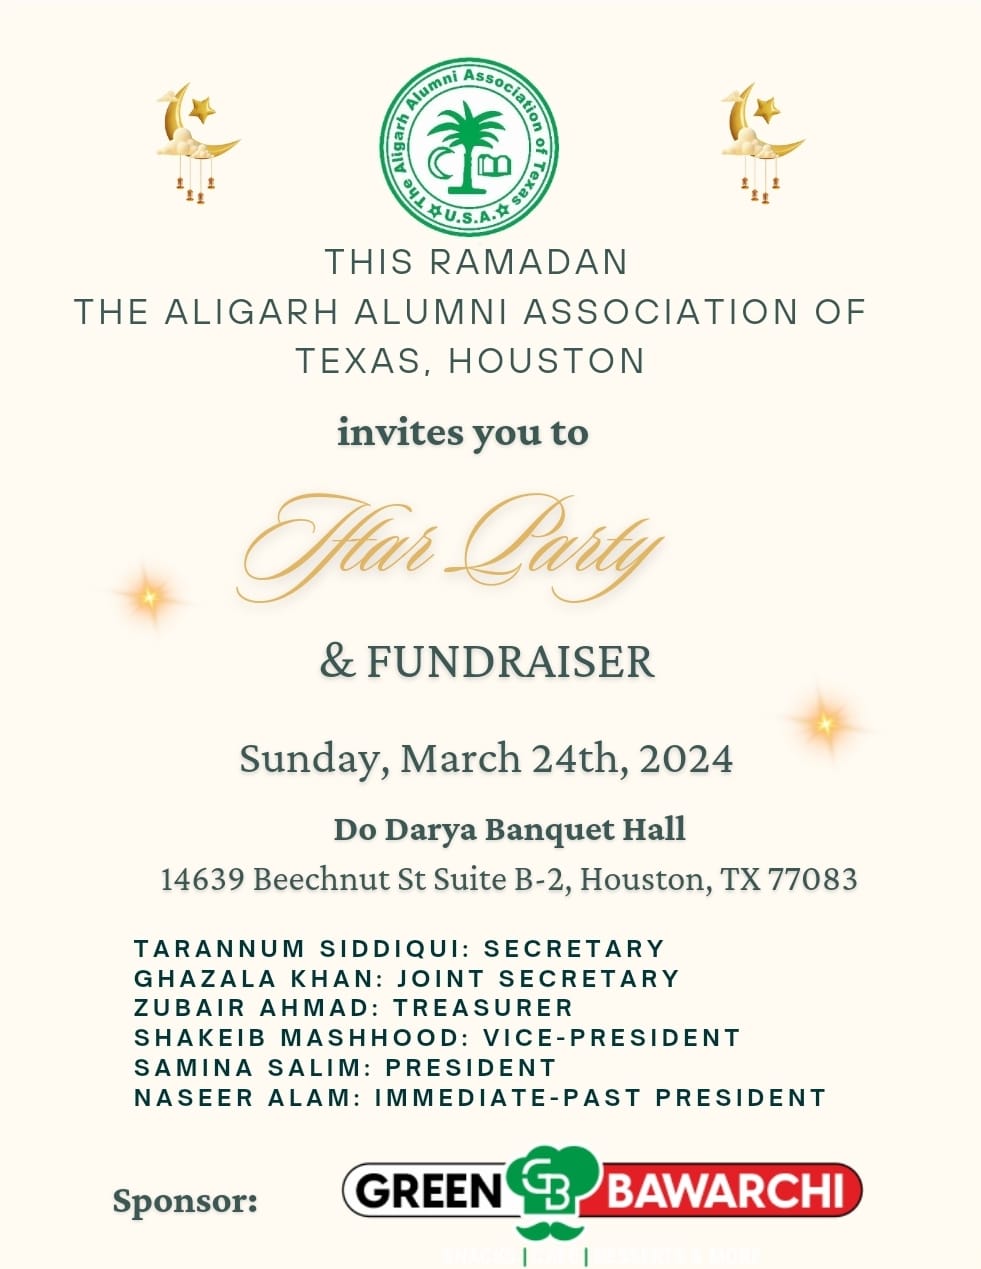 The Aligarh Alumni Association of Texas
U.S.A.
THIS RAMADAN
THE ALIGARH ALUMNI ASSOCIATION OF
TEXAS, HOUSTON
invites you to
Iftar Party
& FUNDRAISER
Sunday, March 24th, 2024
Do Darya Banquet Hall
14639 Beechnut St Suite B-2, Houston, TX 77083
TARANNUM SIDDIQUI: SECRETARY
GHAZALA KHAN: JOINT SECRETARY
ZUBAIR AHMAD: TREASURER
SHAKEIB MASHHOOD: VICE-PRESIDENT
SAMINA SALIM: PRESIDENT
NASEER ALAM: IMMEDIATE-PAST PRESIDENT
Sponsor:
GREEN GB BAWARCHI